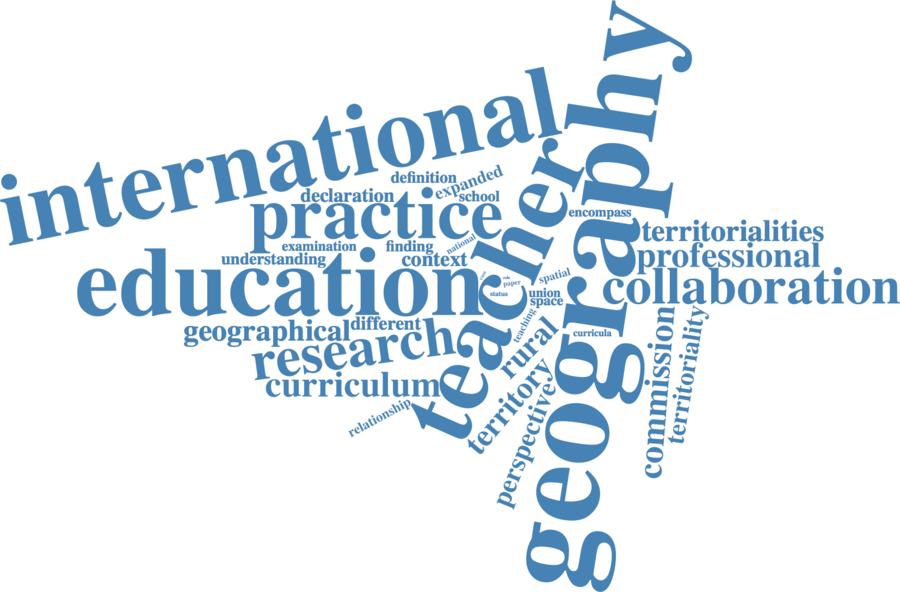 international
geography
teacher
definition
expanded
declaration
school
practice
encompass
examination
finding
national
territorialities
understanding
context
professional
education
spatial
role
paper
status
union
space
collaboration
geographical
different
teaching
curricula
research
rural
curriculum
territory
commission
territoriality
perspective
relationship